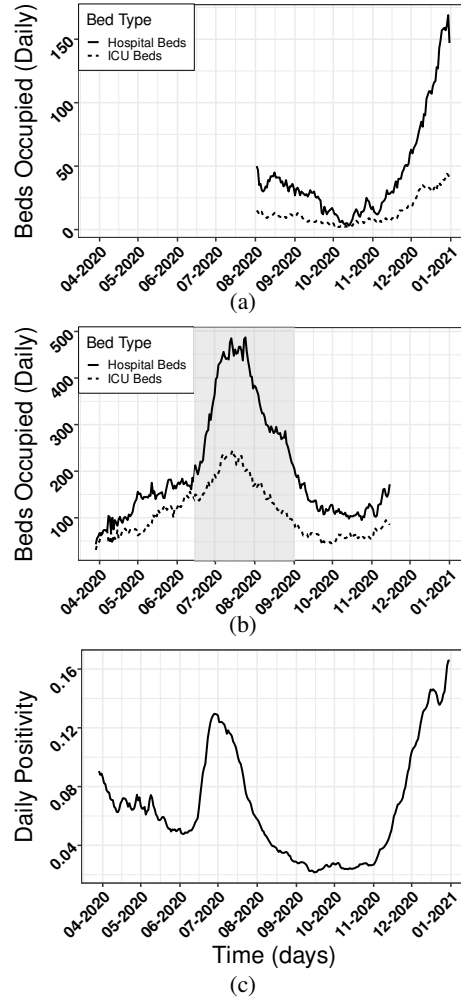 Beds Occupied (Daily)
150
100
50
0
Bed Type
Hospital Beds
ICU Beds
04-2020 05-2020 06-2020 07-2020 08-2020 09-2020 10-2020 11-2020 12-2020 01-2021
(a)
Beds Occupied (Daily)
500
400
300
200
100
Bed Type
Hospital Beds
ICU Beds
04-2020 05-2020 06-2020 07-2020 08-2020 09-2020 10-2020 11-2020 12-2020 01-2021
(b)
Daily Positivity
0.16
0.12
0.08
0.04
04-2020 05-2020 06-2020 07-2020 08-2020 09-2020 10-2020 11-2020 12-2020 01-2021
Time (days)
(c)